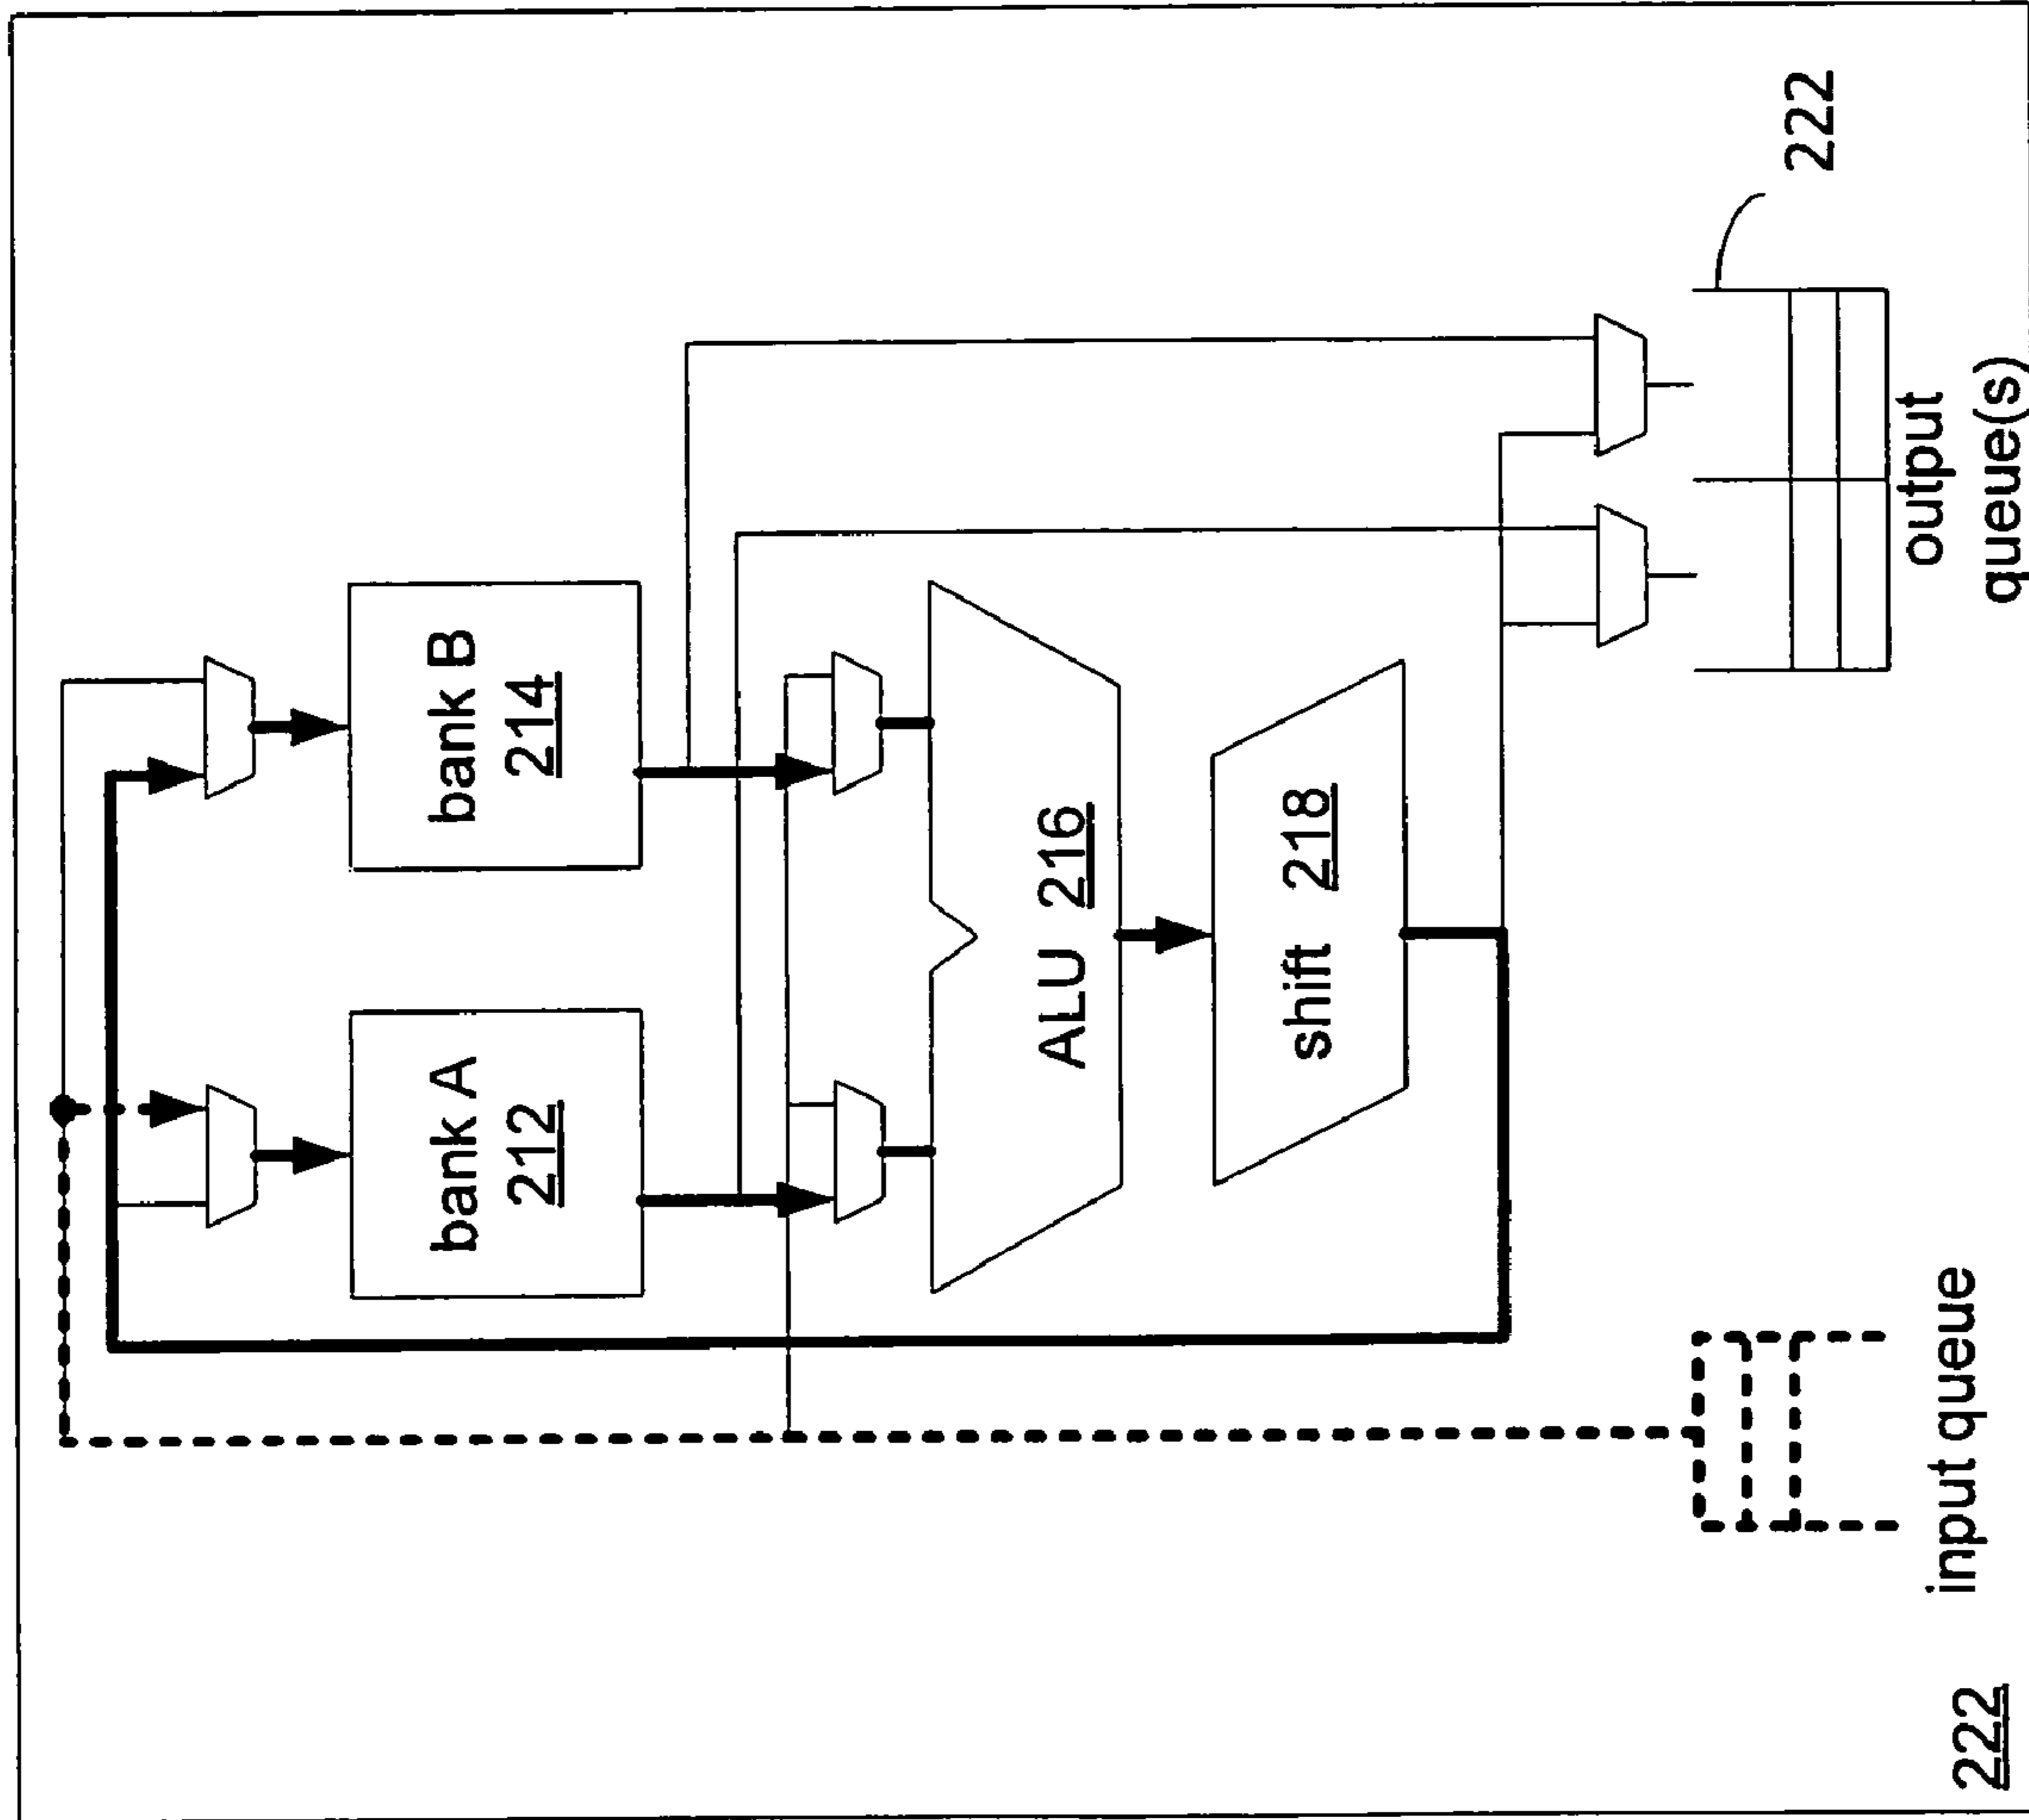 bank A
212
bank B
214
ALU 216
shift 218
222
output
queue(s)
input queue
222